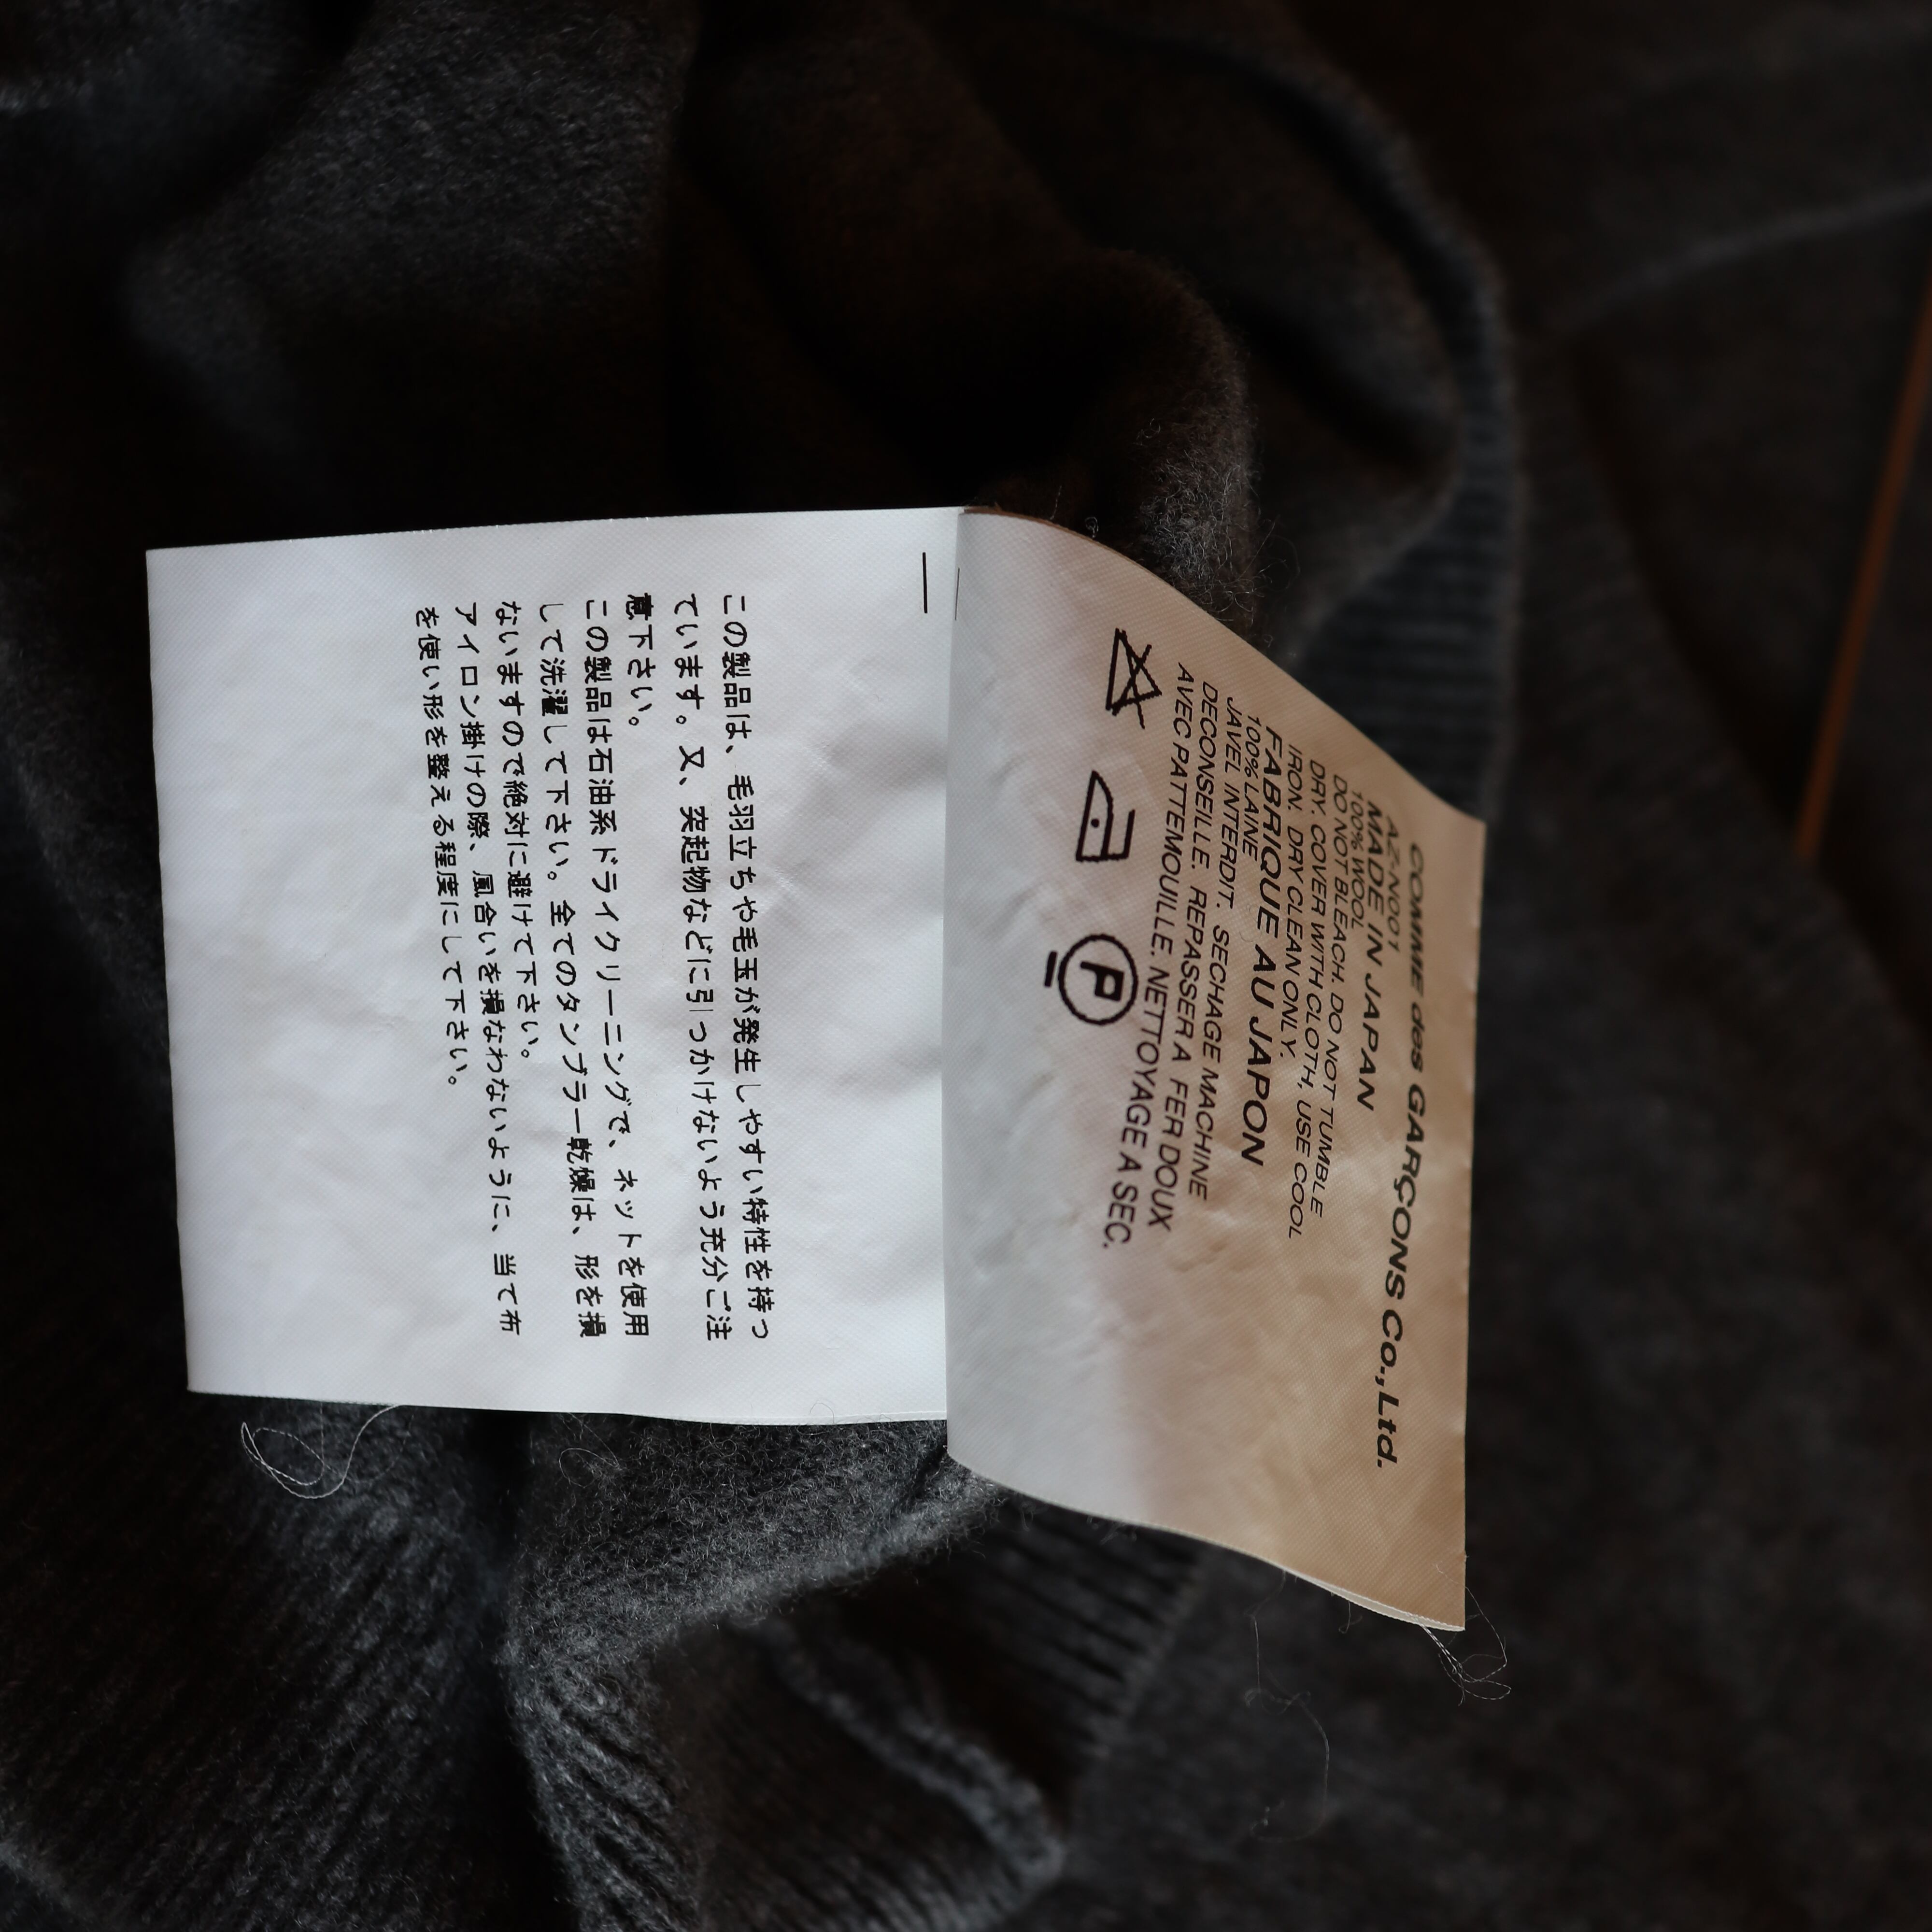 COMME des GARÇONS Co.,Ltd.
AZ-N001
MADE IN JAPAN
100% WOOL
DO NOT BLEACH. DO NOT TUMBLE
DRY. COVER WITH CLOTH, USE COOL
IRON. DRY CLEAN ONLY.
FABRIQUE AU JAPON
100% LAINE
JAVEL INTERDIT. SECHAGE MACHINE
DECONSEILLE. REPASSER A FER DOUX
AVEC PATTEMOUILLE. NETTOYAGE A SEC.
P
この製品は、毛羽立ちや毛玉が発生しやすい特性を持っ
ています。又、突起物などに引っかけないよう充分ご注
意下さい。
この製品は石油系ドライクリーニングで、ネットを使用
して洗濯して下さい。全てのタンブラー乾燥は、形を損
ないますので絶対に避けて下さい。
アイロン掛けの際、風合いを損なわないように、当て布
を使い形を整える程度にして下さい。